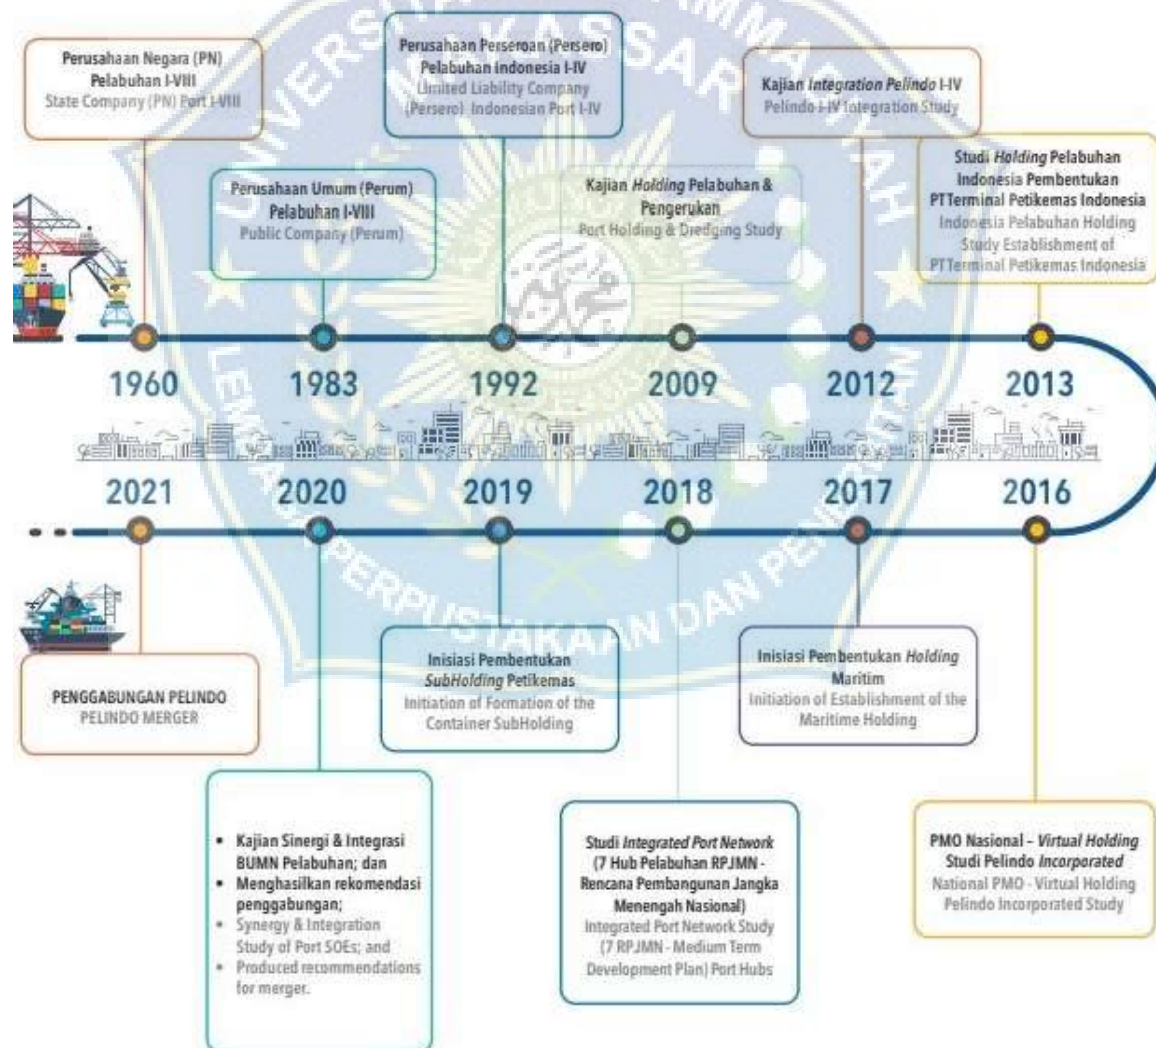 Perusahaan Negara (PN)
Pelabuhan I-VIII
State Company (PN) Port I-VIII
Perusahaan Umum (Perum)
Pelabuhan I-VIII
Public Company (Perum)
Perusahaan Perseroan (Persero)
Pelabuhan Indonesia I-IV
Limited Liability Company
(Persero) Indonesian Port I-IV
Kajian Holding Pelabuhan &
Pengerukan
Port Holding & Dredging Study
Kajian Integration Pelindo I-IV
Pelindo I-IV Integration Study
Studi Holding Pelabuhan
Indonesia Pembentukan
PT Terminal Petikemas Indonesia
Indonesia Pelabuhan Holding
Study Establishment of
PT Terminal Petikemas Indonesia
1960
1983
1992
2009
2012
2013
2021
2020
2019
2018
2017
2016
PENGGABUNGAN PELINDO
PELINDO MERGER
• Kajian Sinergi & Integrasi
BUMN Pelabuhan; dan
• Menghasilkan rekomendasi
penggabungan;
• Synergy & Integration
Study of Port SOEs; and
• Produced recommendations
for merger.
Inisiasi Pembentukan
SubHolding Petikemas
Initiation of Formation of the
Container SubHolding
Studi Integrated Port Network
(7 Hub Pelabuhan RPJMN -
Rencana Pembangunan Jangka
Menengah Nasional)
Integrated Port Network Study
(7 RPJMN - Medium Term
Development Plan) Port Hubs
Inisiasi Pembentukan Holding
Maritim
Initiation of Establishment of the
Maritime Holding
PMO Nasional – Virtual Holding
Studi Pelindo Incorporated
National PMO - Virtual Holding
Pelindo Incorporated Study
MAKASSAR
LEMBAGA PERPUSTAKAAN DAN PENERBITAN